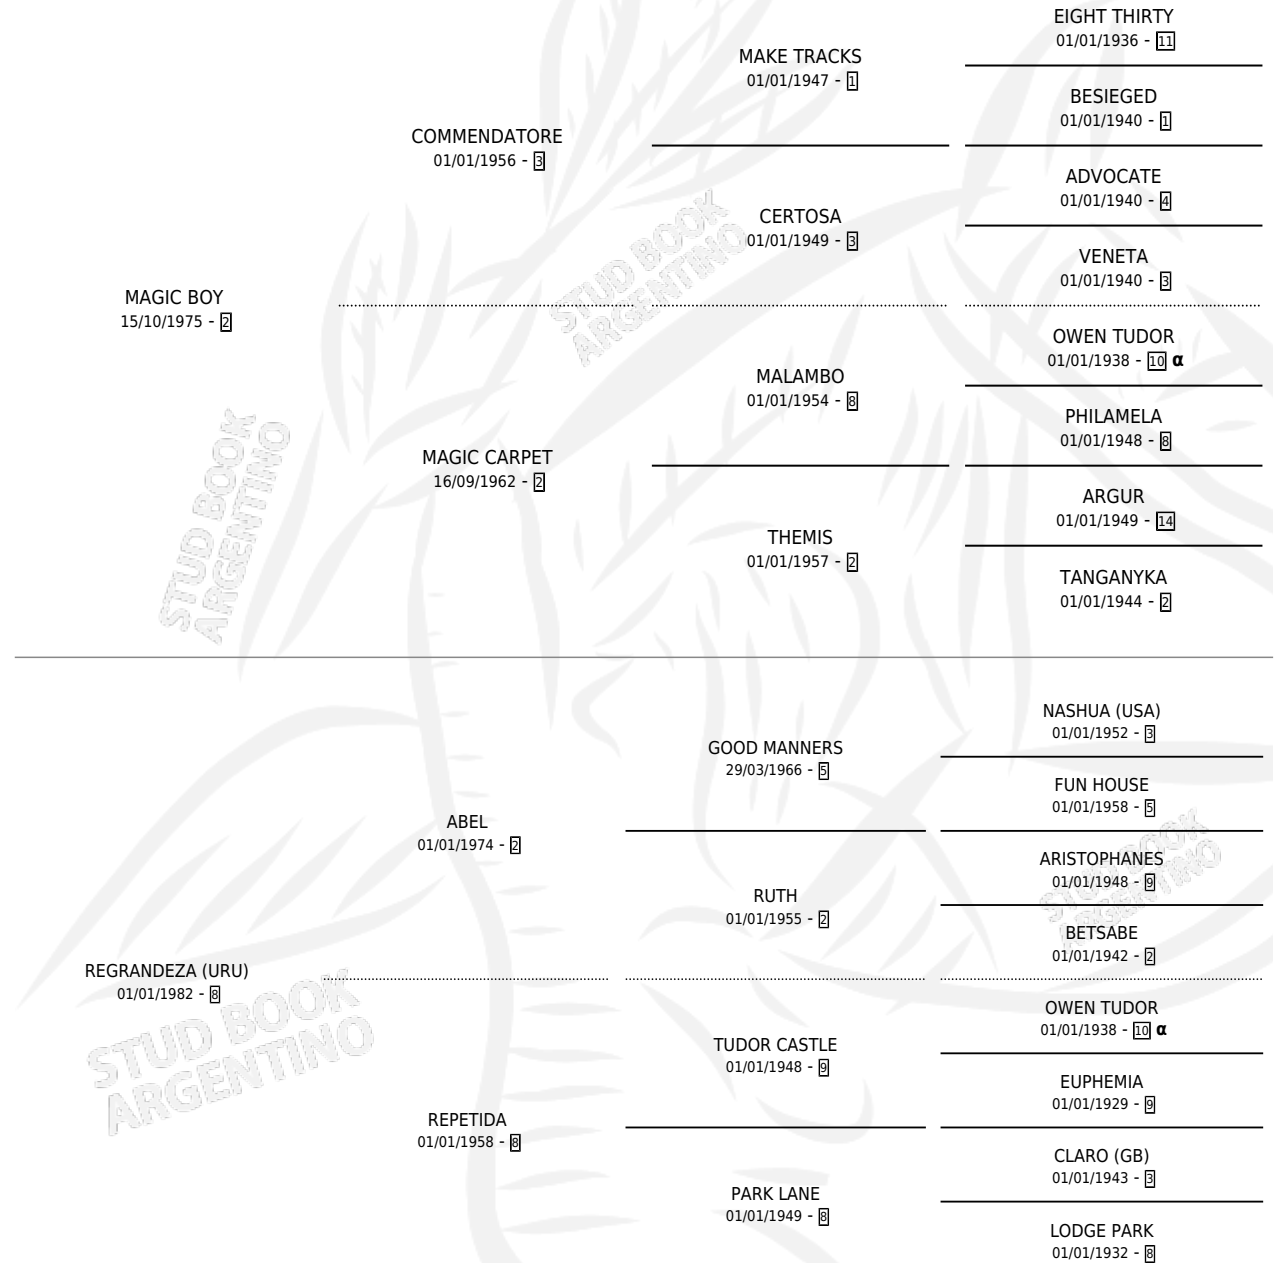 EIGHT THIRTY
01/01/1936 - 11
MAKE TRACKS
01/01/1947 - 1
BESIEGED
01/01/1940 - 1
COMMENDATORE
01/01/1956 - 3
ADVOCATE
01/01/1940 - 4
CERTOSA
01/01/1949 - 3
VENETA
01/01/1940 - 3
MAGIC BOY
15/10/1975 - 2
OWEN TUDOR
01/01/1938 - 10 α
MALAMBO
01/01/1954 - 8
PHILAMELA
01/01/1948 - 8
MAGIC CARPET
16/09/1962 - 2
ARGUR
01/01/1949 - 14
THEMIS
01/01/1957 - 2
TANGANYKA
01/01/1944 - 2
NASHUA (USA)
01/01/1952 - 3
GOOD MANNERS
29/03/1966 - 5
FUN HOUSE
01/01/1958 - 5
ABEL
01/01/1974 - 2
ARISTOPHANES
01/01/1948 - 9
RUTH
01/01/1955 - 2
BETSABE
01/01/1942 - 2
REGRANDEZA (URU)
01/01/1982 - 8
OWEN TUDOR
01/01/1938 - 10 α
TUDOR CASTLE
01/01/1948 - 9
EUPHEMIA
01/01/1929 - 9
REPETIDA
01/01/1958 - 8
CLARO (GB)
01/01/1943 - 3
PARK LANE
01/01/1949 - 8
LODGE PARK
01/01/1932 - 8
STUD BOOK
ARGENTINO
STUD BOOK
ARGENTINO
STUD BOOK
ARGENTINO
STUD BOOK
ARGENTINO